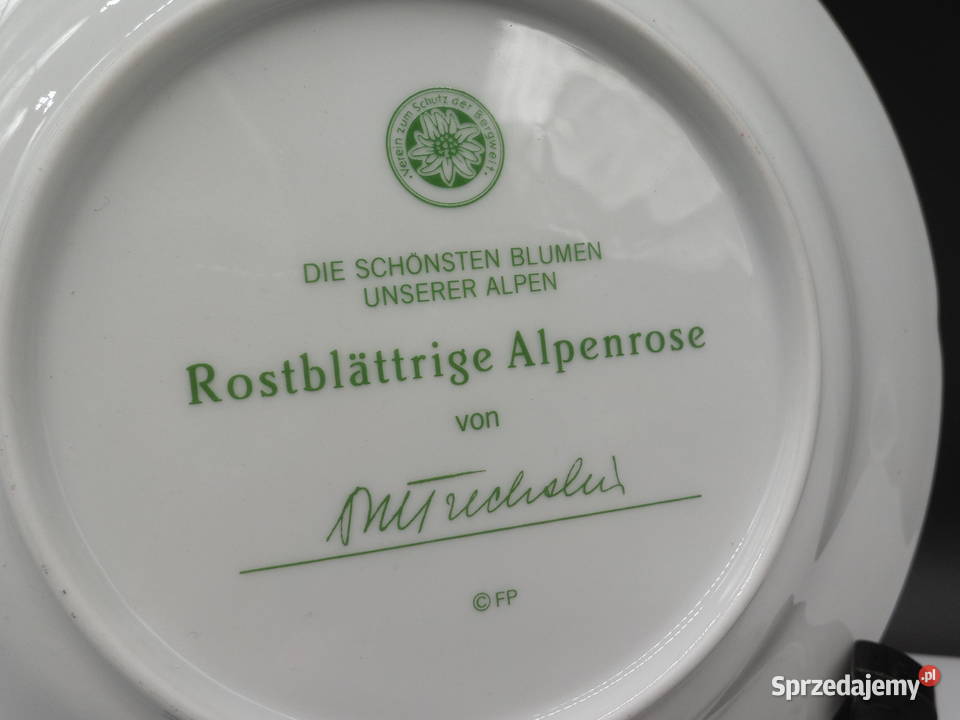 · Verein zum Schutz der Bergwelt ·
DIE SCHÖNSTEN BLUMEN
UNSERER ALPEN
Rostblättrige Alpenrose
von
© FP
Sprzedajemy.pl